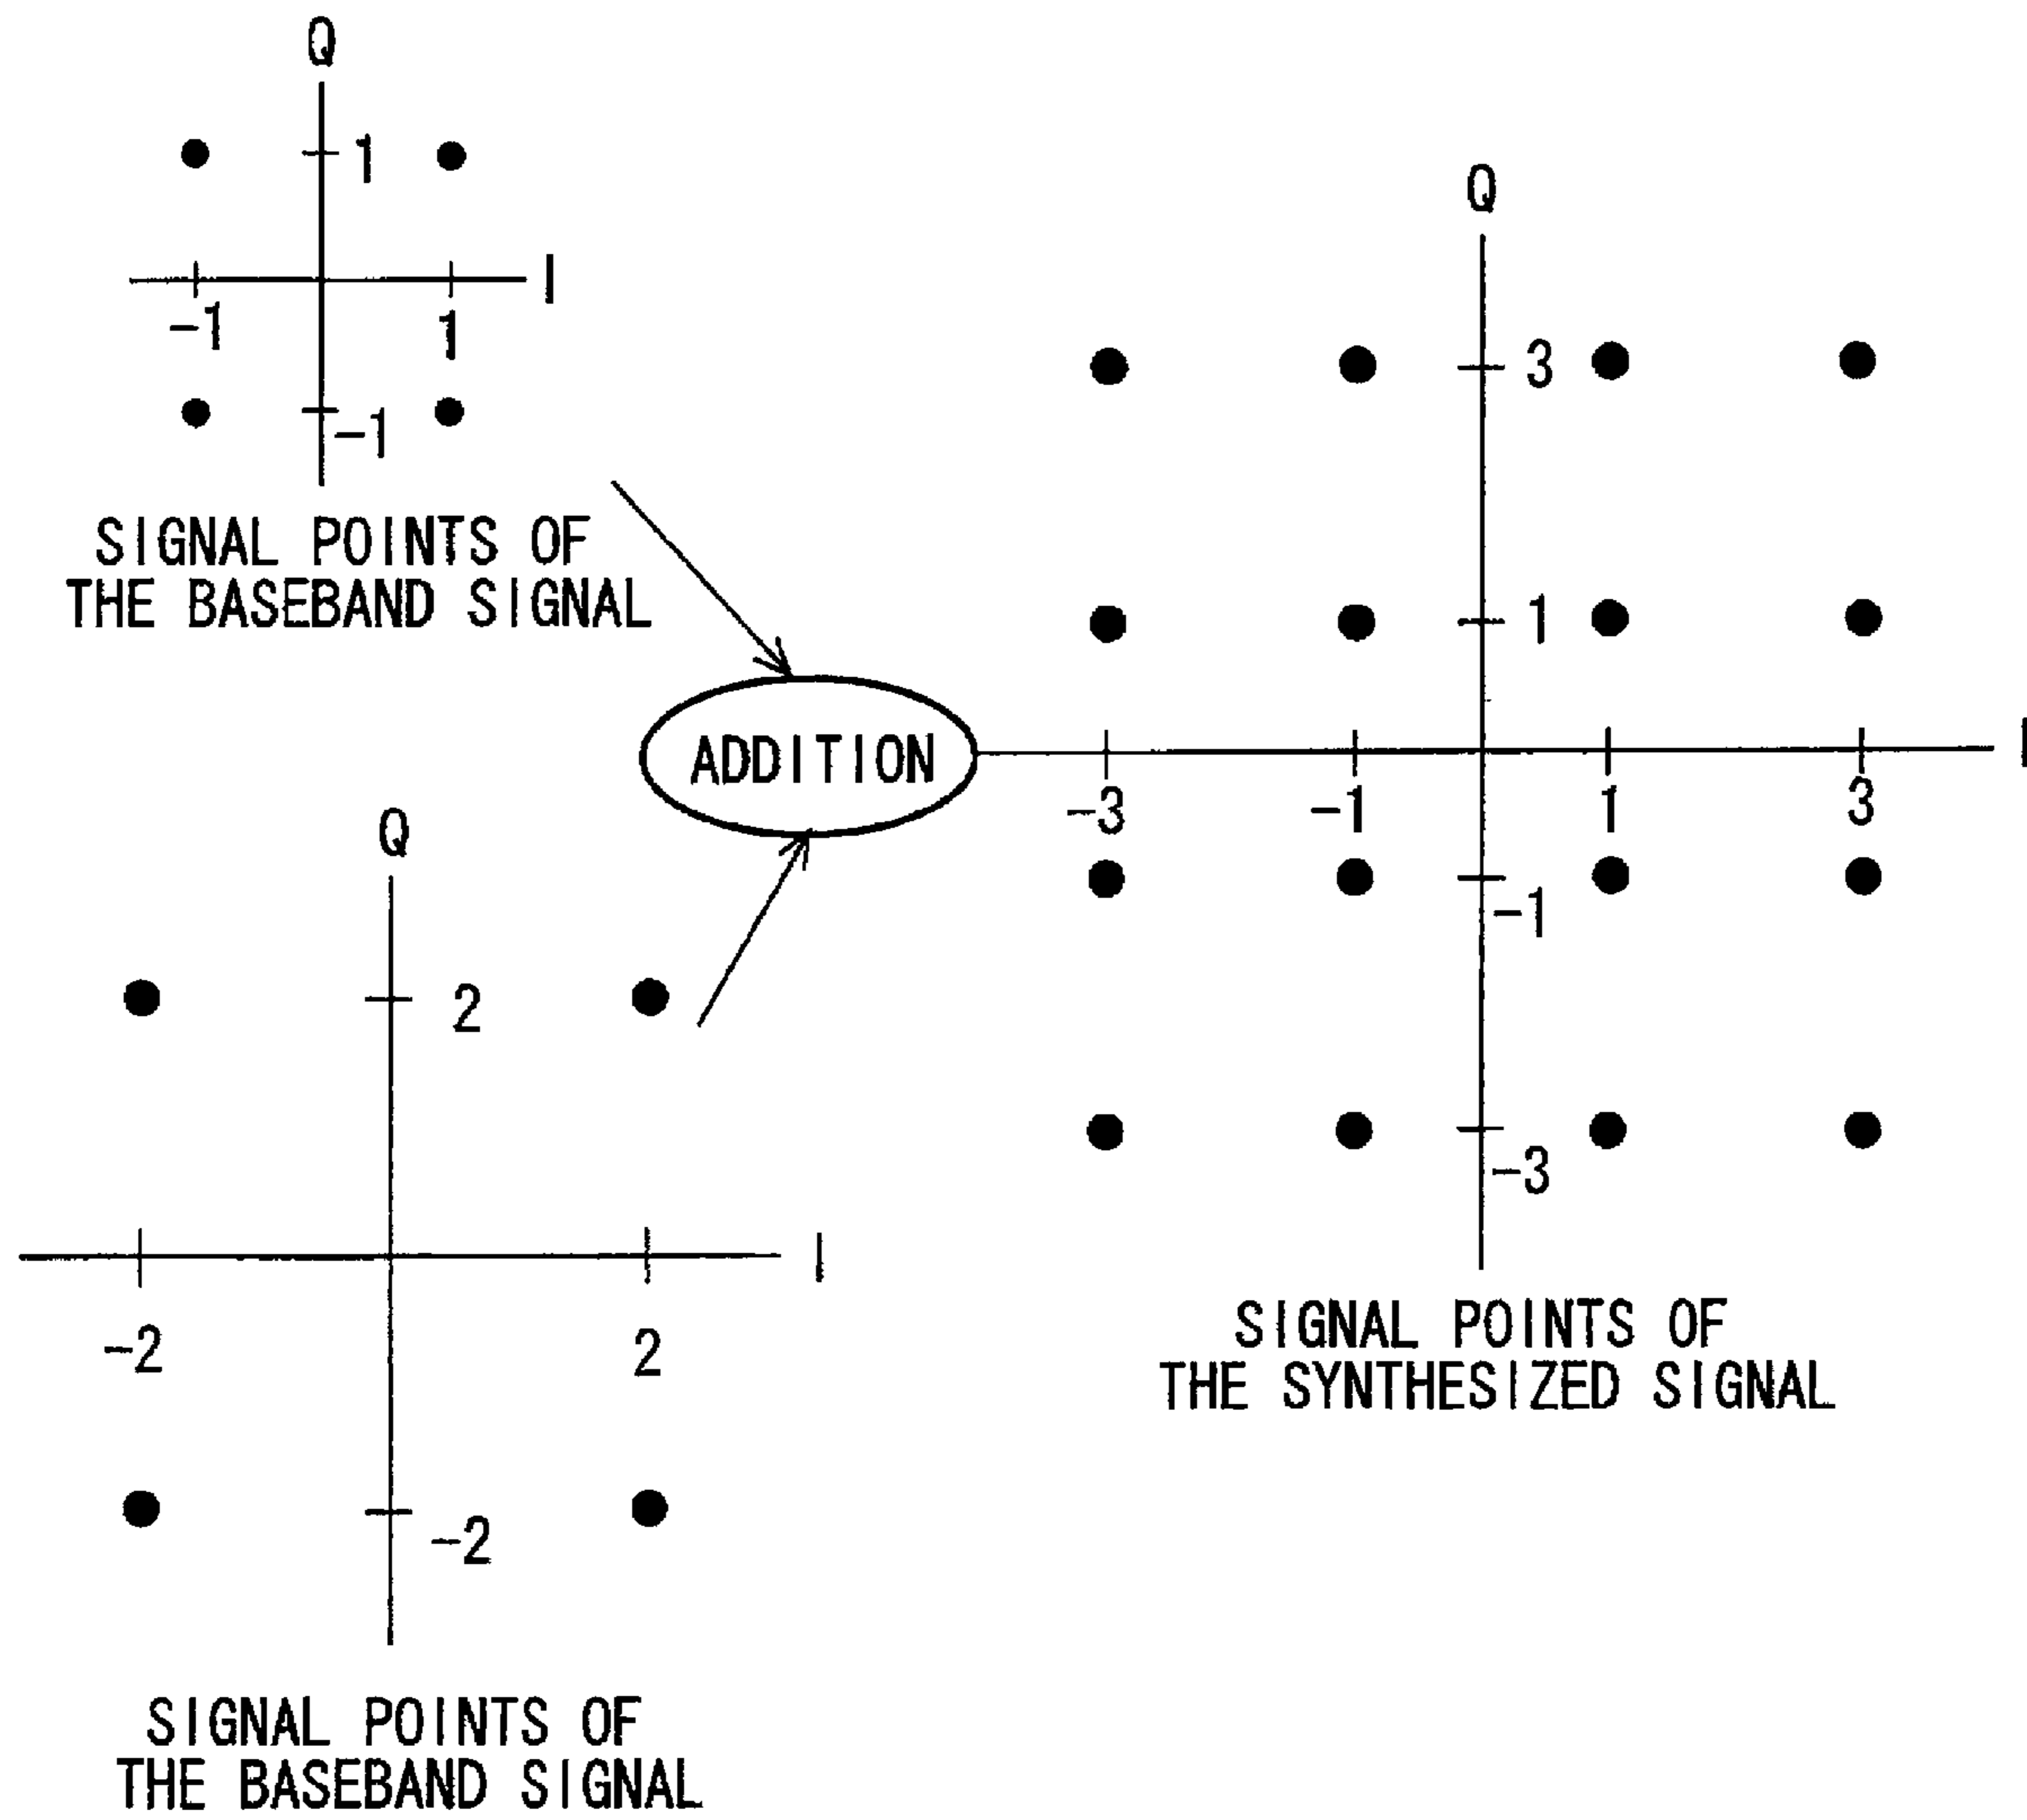 Q
1
I
-1
1
-1
SIGNAL POINTS OF
THE BASEBAND SIGNAL
ADDITION
Q
2
I
-2
2
-2
SIGNAL POINTS OF
THE BASEBAND SIGNAL
Q
3
1
I
-3
-1
1
3
-1
-3
SIGNAL POINTS OF
THE SYNTHESIZED SIGNAL